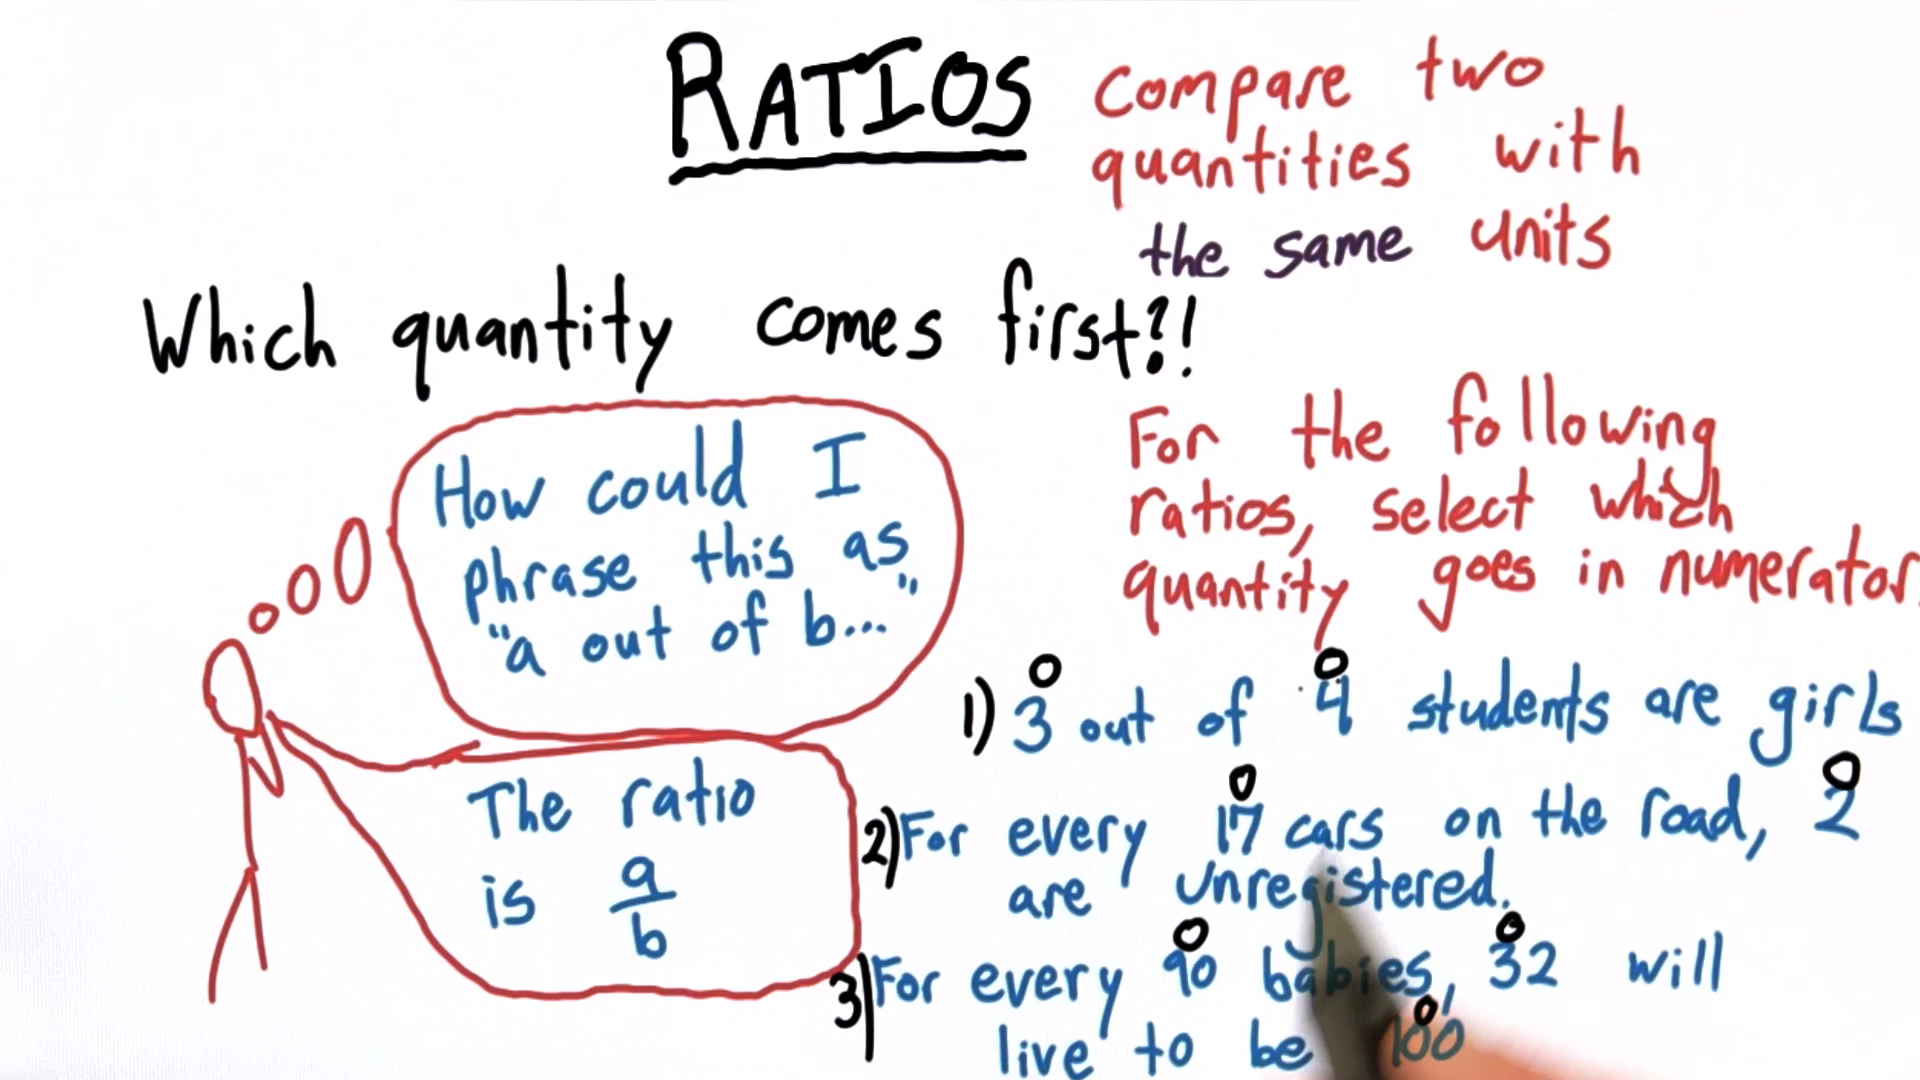 RATIOS
Compare two
quantities with
the same units
Which quantity comes first?!
How could I
phrase this as
"a out of b..."
The ratio
is a/b
For the following
ratios, select which
quantity goes in numerator.
1) 3 out of 4 students are girls
2) For every 17 cars on the road, 2
are unregistered.
3) For every 90 babies, 32 will
live to be 100